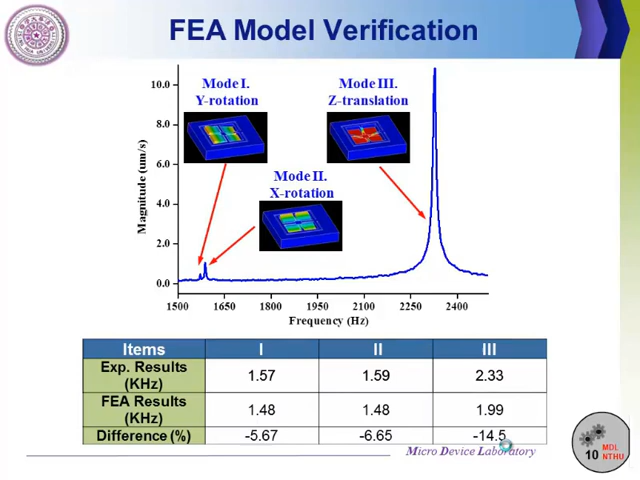 FEA Model Verification
Mode I.
Y-rotation
Mode III.
Z-translation
Mode II.
X-rotation
Magnitude (um/s)
10.0
8.0
6.0
4.0
2.0
0.0
1500 1650 1800 1950 2100 2250 2400
Frequency (Hz)
Items I II III
Exp. Results (KHz) 1.57 1.59 2.33
FEA Results (KHz) 1.48 1.48 1.99
Difference (%) -5.67 -6.65 -14.5
Micro Device Laboratory
10 MDL
NTHU